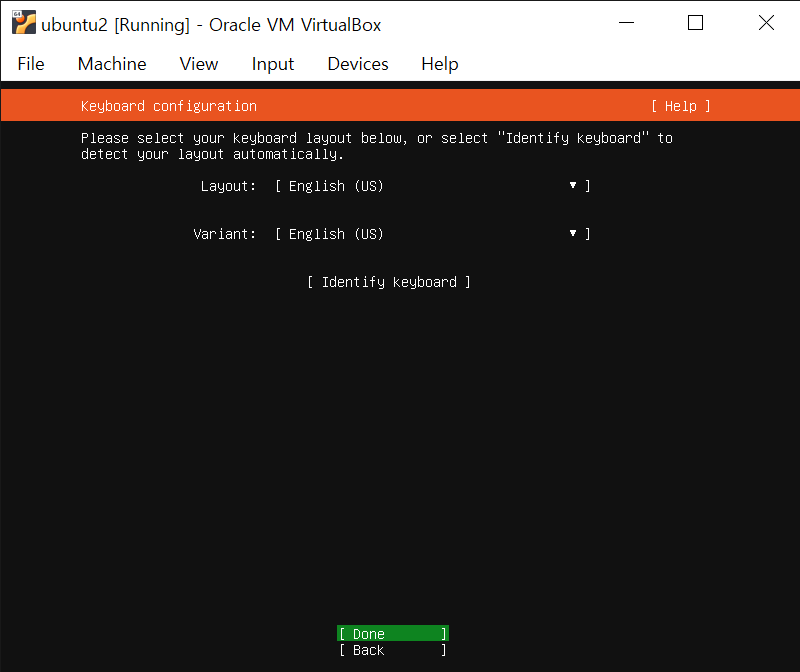 ubuntu2 [Running] - Oracle VM VirtualBox
File Machine View Input Devices Help
Keyboard configuration [ Help ]
Please select your keyboard layout below, or select "Identify keyboard" to
detect your layout automatically.
Layout: [ English (US) ▼ ]
Variant: [ English (US) ▼ ]
[ Identify keyboard ]
[ Done ]
[ Back ]